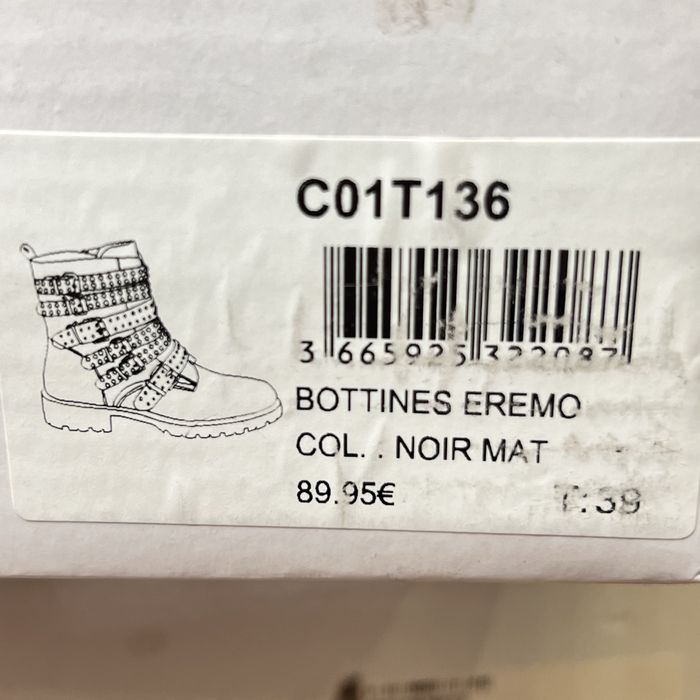 C01T136
3 665925 322087
BOTTINES EREMO
COL. . NOIR MAT
89.95€ T:39